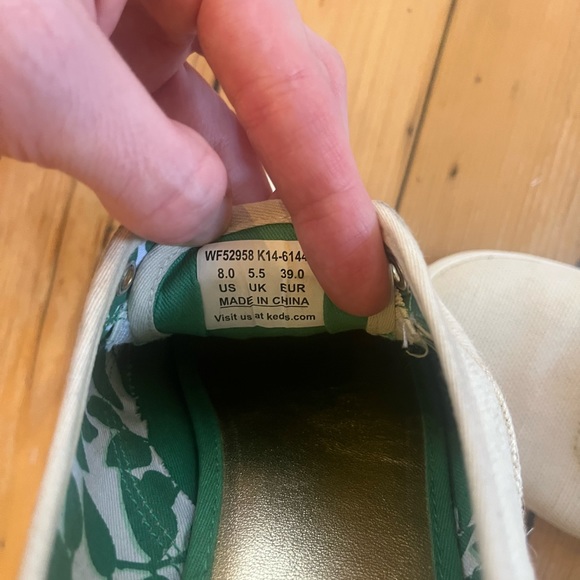 WF52958 K14-6144
8.0 5.5 39.0
US UK EUR
MADE IN CHINA
Visit us at keds.com